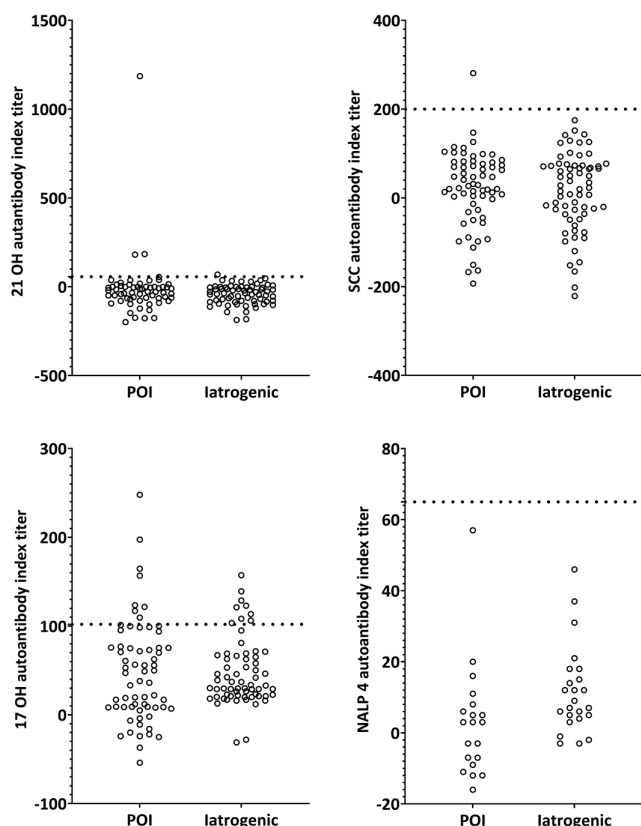 21 OH autantibody index titer
1500
1000
500
0
-500
POI
Iatrogenic
SCC autoantibody index titer
400
200
0
-200
-400
POI
Iatrogenic
17 OH autoantibody index titer
300
200
100
0
-100
POI
Iatrogenic
NALP 4 autoantibody index titer
80
60
40
20
0
-20
POI
Iatrogenic